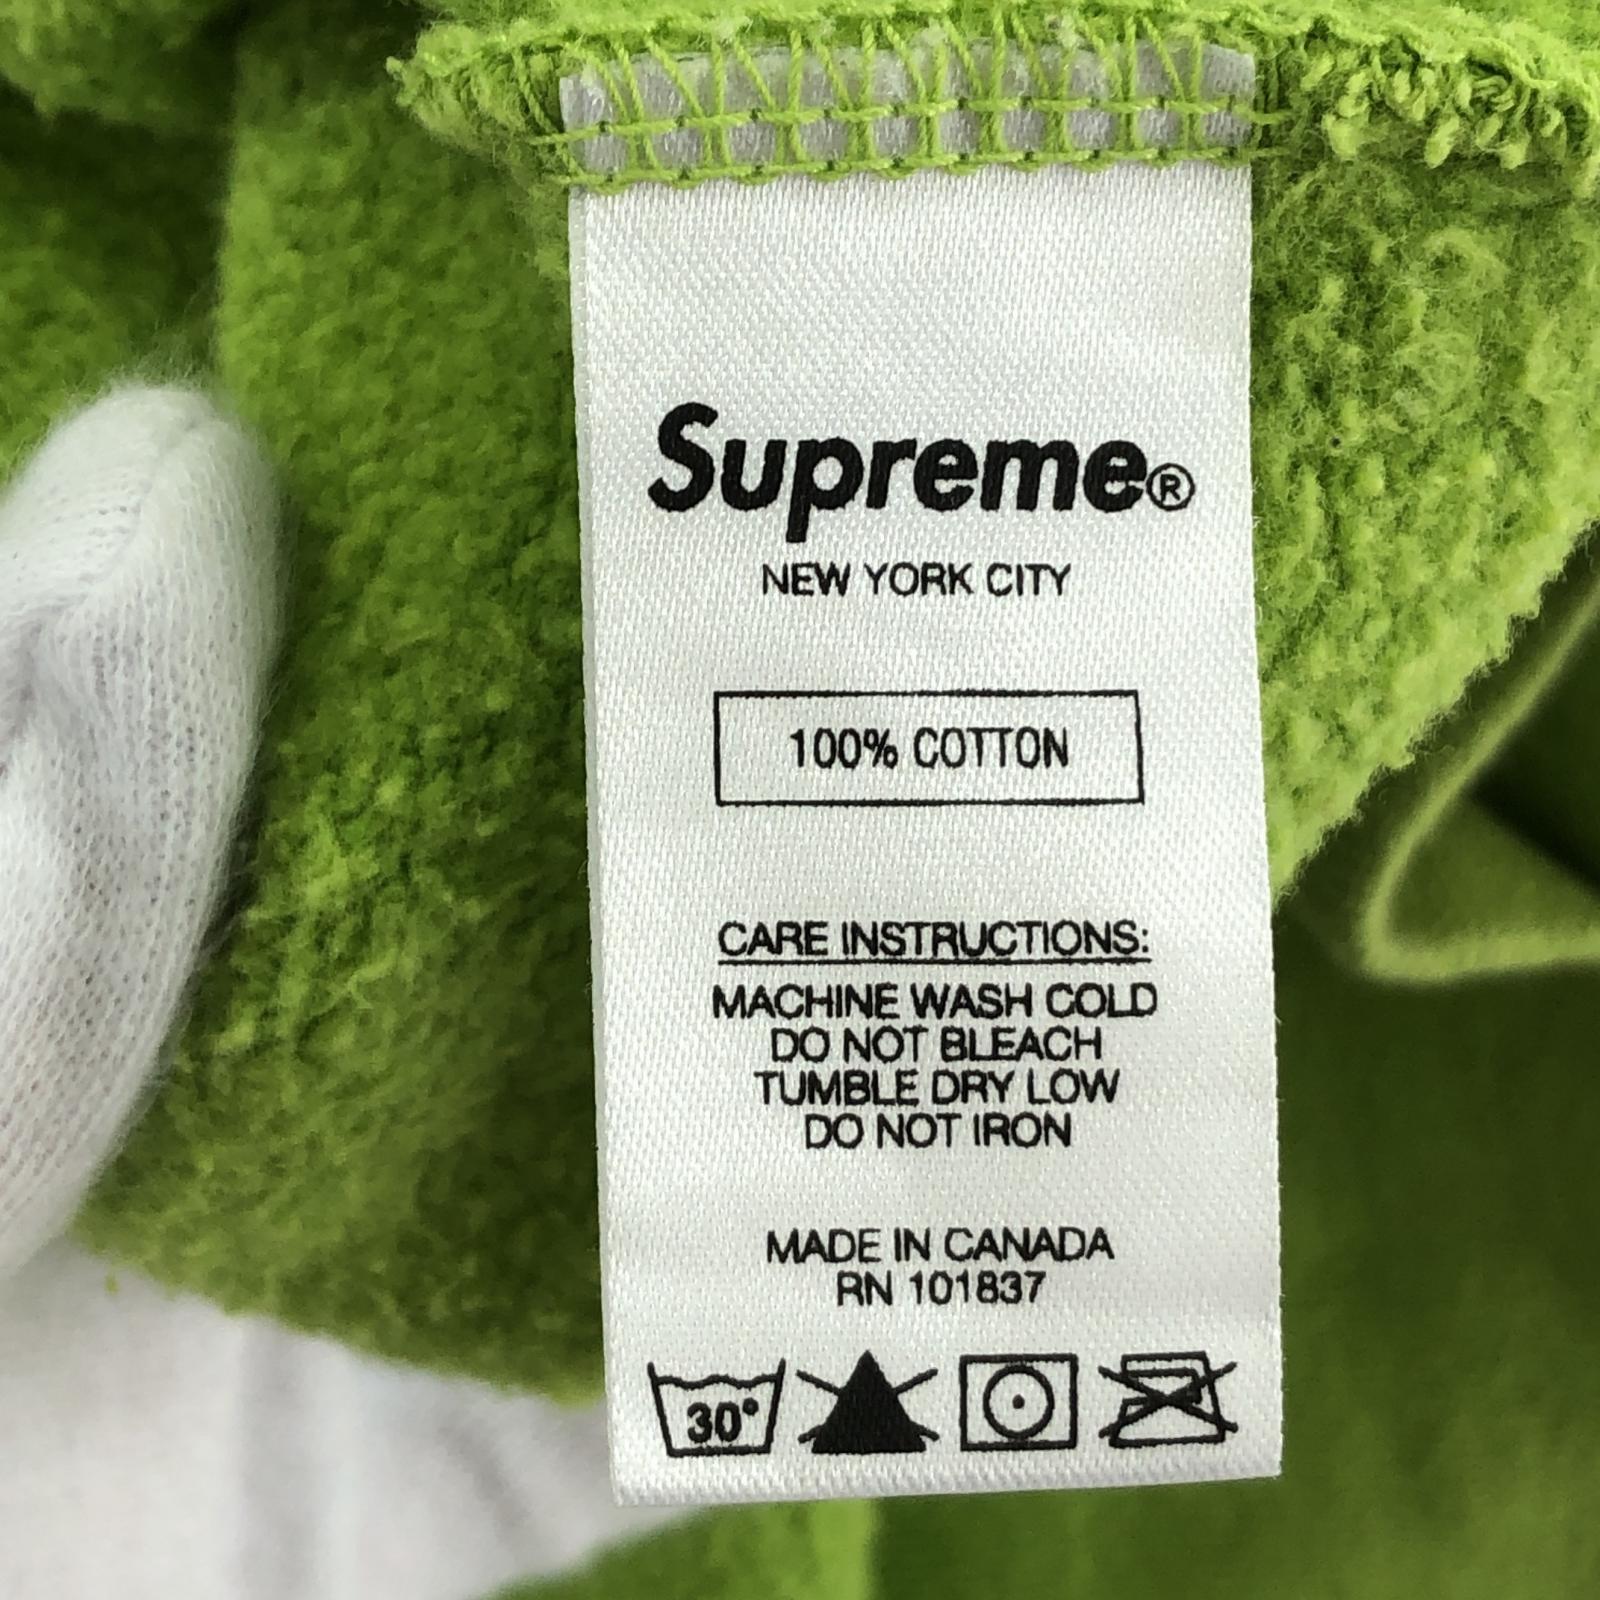 Supreme®
NEW YORK CITY
100% COTTON
CARE INSTRUCTIONS:
MACHINE WASH COLD
DO NOT BLEACH
TUMBLE DRY LOW
DO NOT IRON
MADE IN CANADA
RN 101837
30°